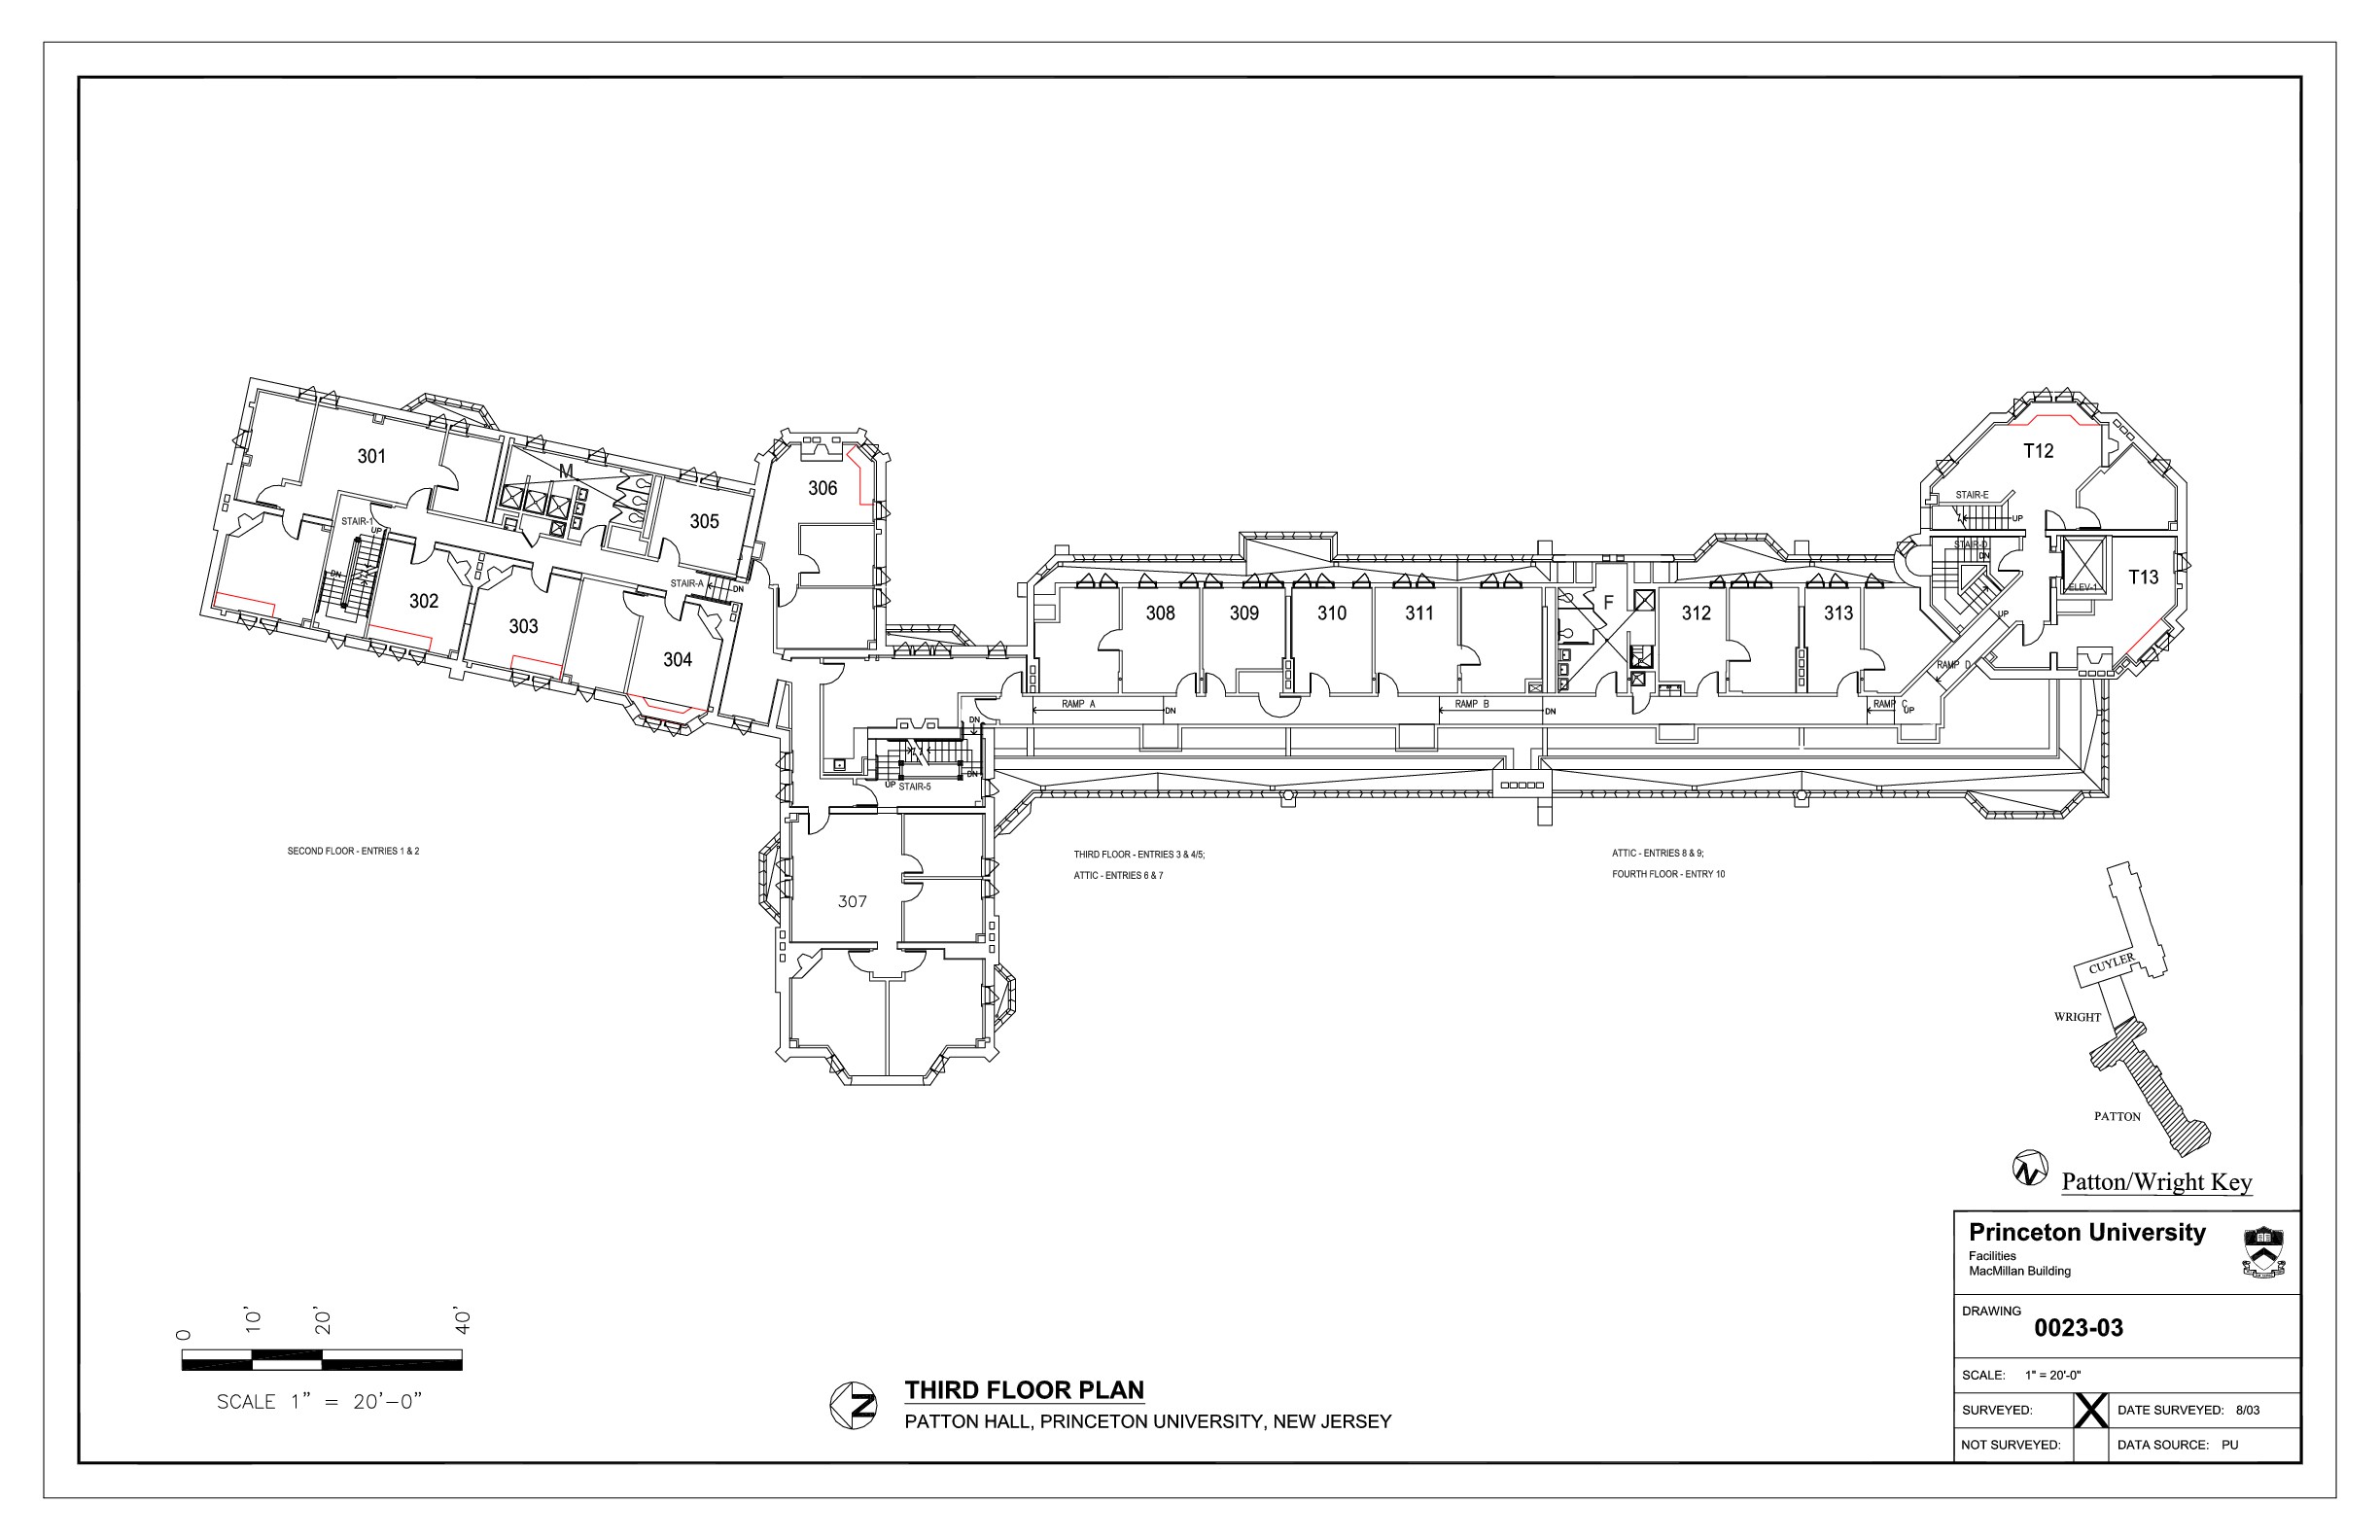 301
M
305
306
STAIR-1
UP
DN
302
303
304
STAIR-A
DN
T12
STAIR-E
UP
STAIR-D
DN
ELEV-1
T13
308
309
310
311
F
312
313
UP
RAMP D
RAMP A
DN
RAMP B
DN
RAMP C
UP
DN
DN
UP
STAIR-5
307
SECOND FLOOR - ENTRIES 1 & 2
THIRD FLOOR - ENTRIES 3 & 4/5;
ATTIC - ENTRIES 6 & 7
ATTIC - ENTRIES 8 & 9;
FOURTH FLOOR - ENTRY 10
CUYLER
WRIGHT
PATTON
N
Patton/Wright Key
Princeton University
Facilities
MacMillan Building
DRAWING
0023-03
SCALE: 1" = 20'-0"
SURVEYED: X DATE SURVEYED: 8/03
NOT SURVEYED: DATA SOURCE: PU
0 10' 20' 40'
SCALE 1" = 20'-0"
N
THIRD FLOOR PLAN
PATTON HALL, PRINCETON UNIVERSITY, NEW JERSEY